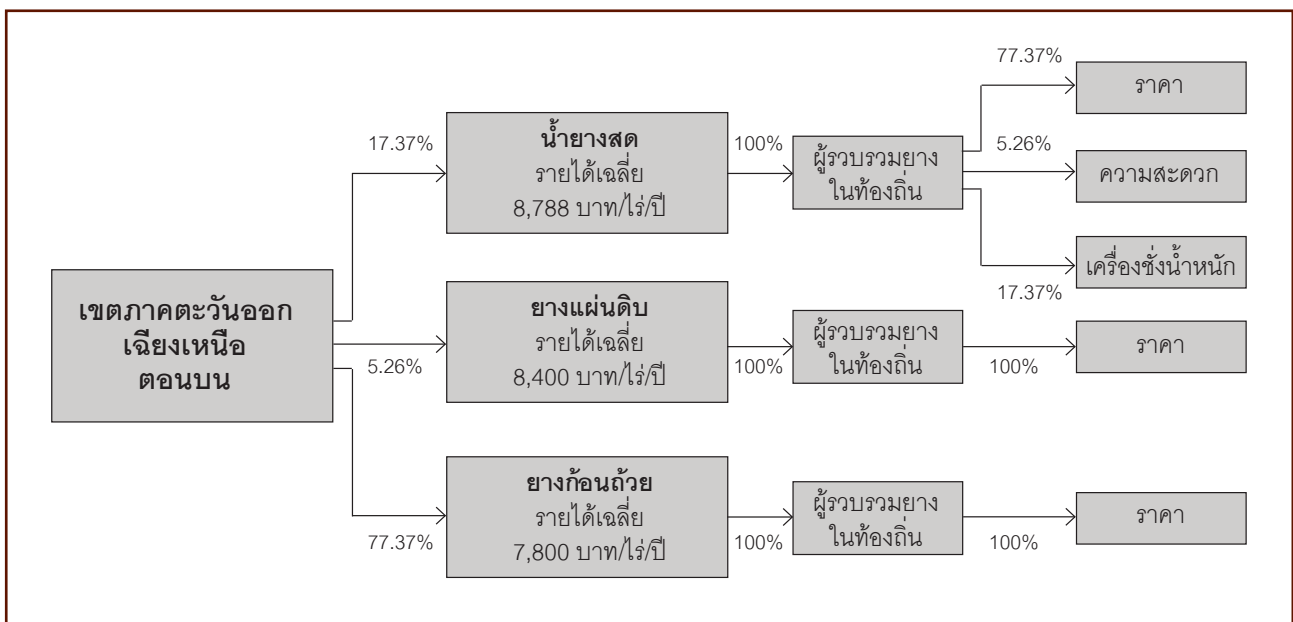 77.37%
ราคา
17.37%
น้ำยางสด
รายได้เฉลี่ย
8,788 บาท/ไร่/ปี
100%
ผู้รวบรวมยาง
ในท้องถิ่น
5.26%
ความสะดวก
เครื่องชั่งน้ำหนัก
17.37%
เขตภาคตะวันออก
เฉียงเหนือ
ตอนบน
5.26%
ยางแผ่นดิบ
รายได้เฉลี่ย
8,400 บาท/ไร่/ปี
100%
ผู้รวบรวมยาง
ในท้องถิ่น
100%
ราคา
77.37%
ยางก้อนถ้วย
รายได้เฉลี่ย
7,800 บาท/ไร่/ปี
100%
ผู้รวบรวมยาง
ในท้องถิ่น
100%
ราคา